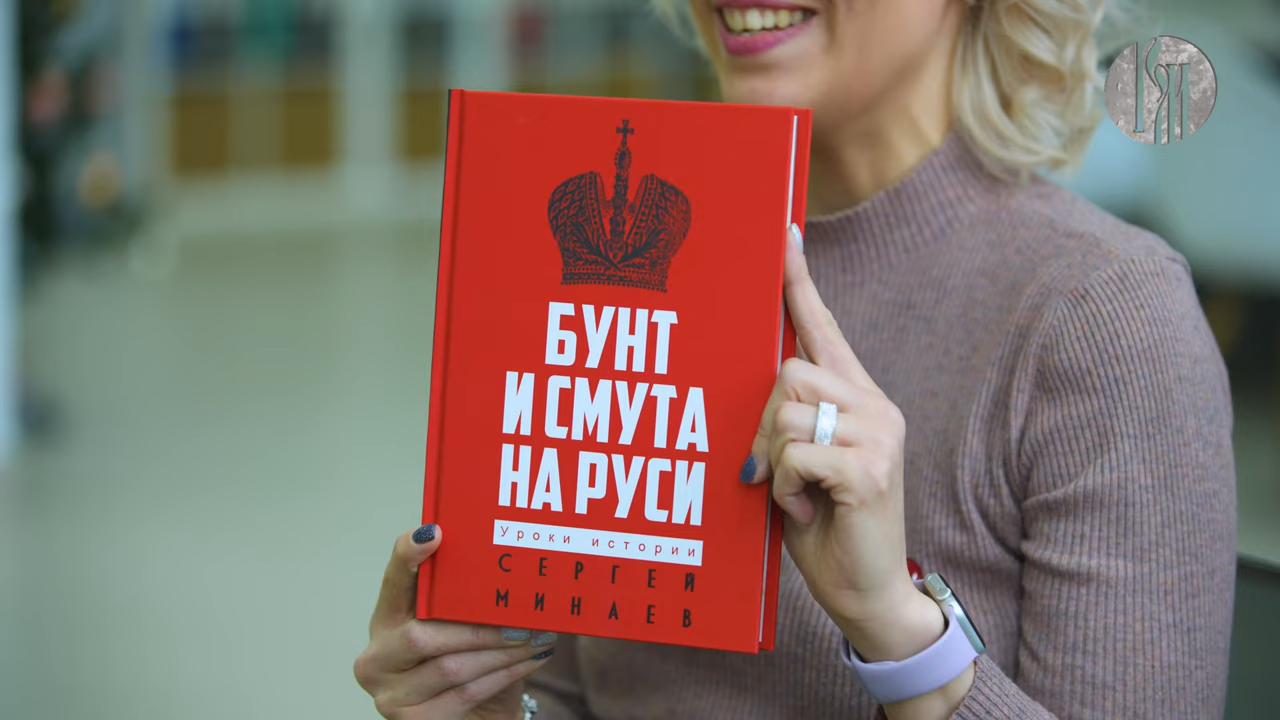 БУНТ
И СМУТА
НА РУСИ
Уроки истории
СЕРГЕЙ
МИНАЕВ